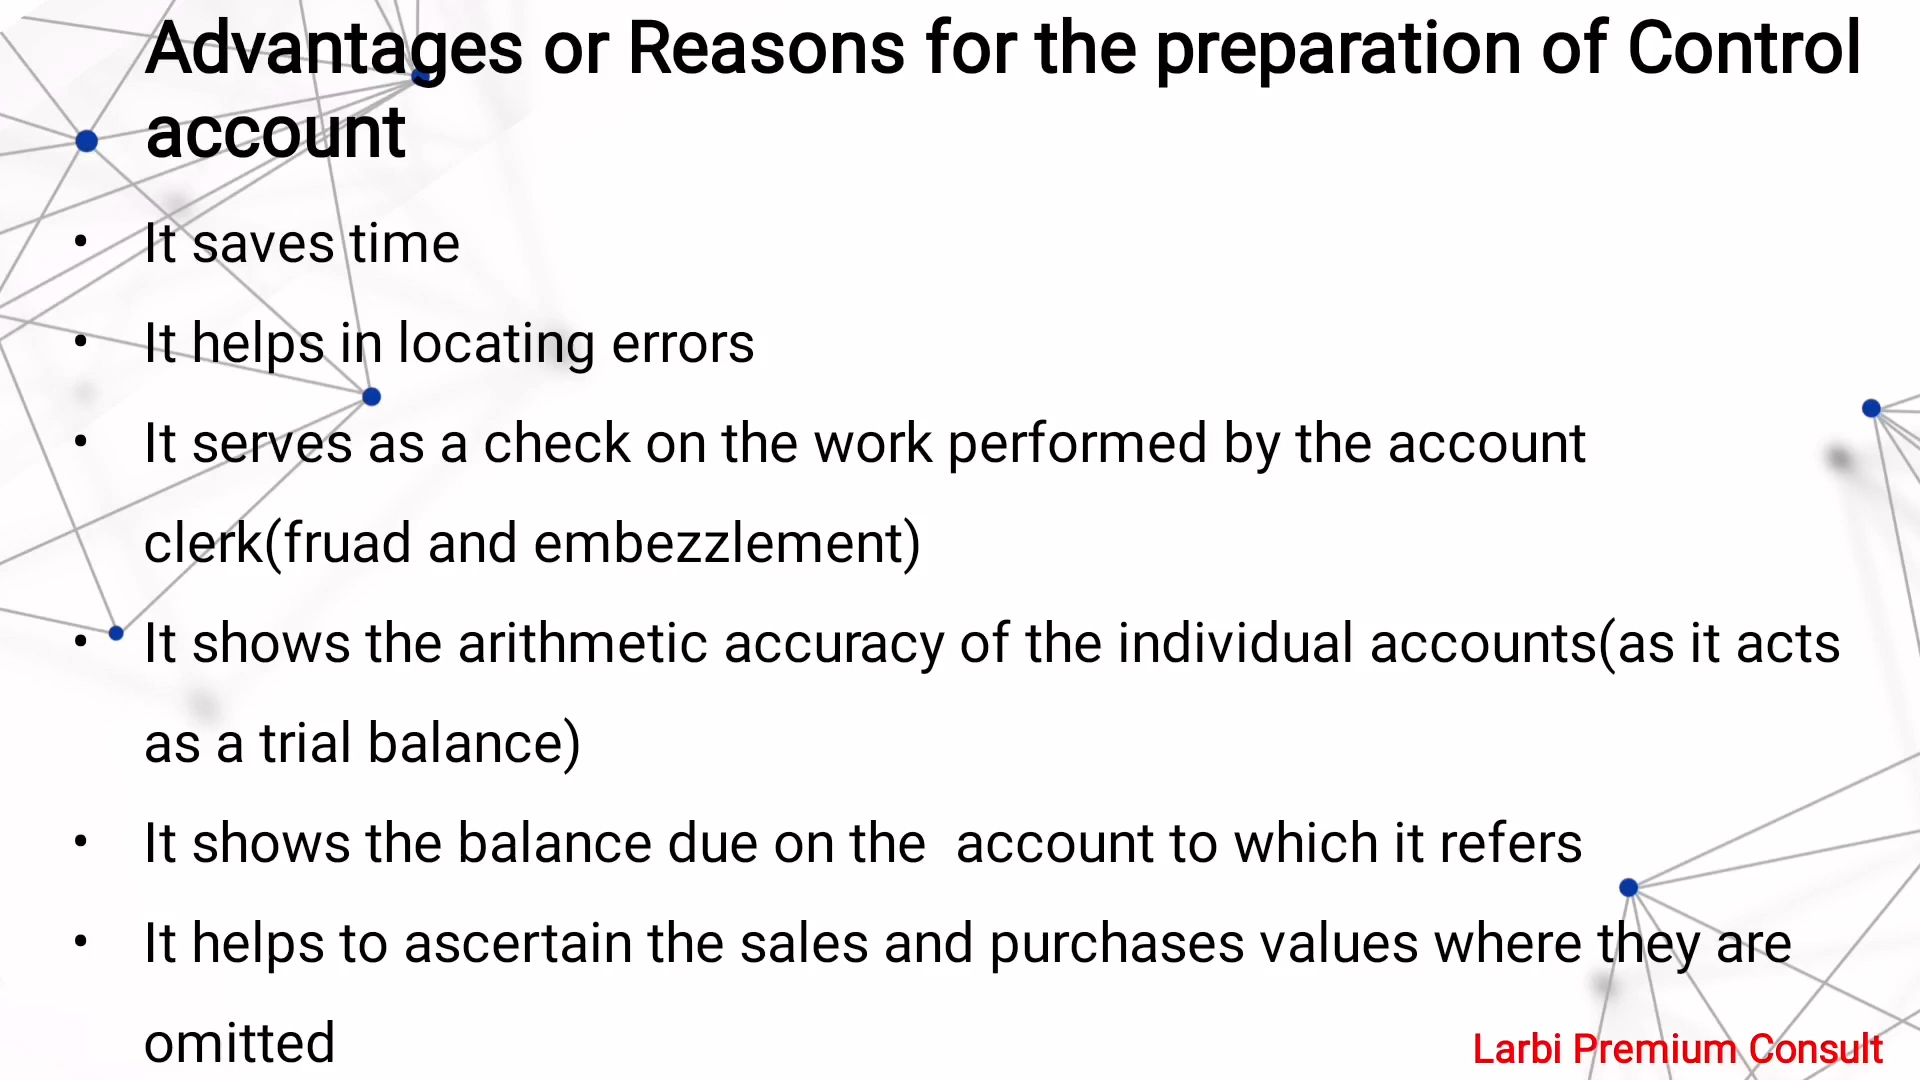 Advantages or Reasons for the preparation of Control
account
• It saves time
• It helps in locating errors
• It serves as a check on the work performed by the account
clerk(fruad and embezzlement)
• It shows the arithmetic accuracy of the individual accounts(as it acts
as a trial balance)
• It shows the balance due on the  account to which it refers
• It helps to ascertain the sales and purchases values where they are
omitted
Larbi Premium Consult